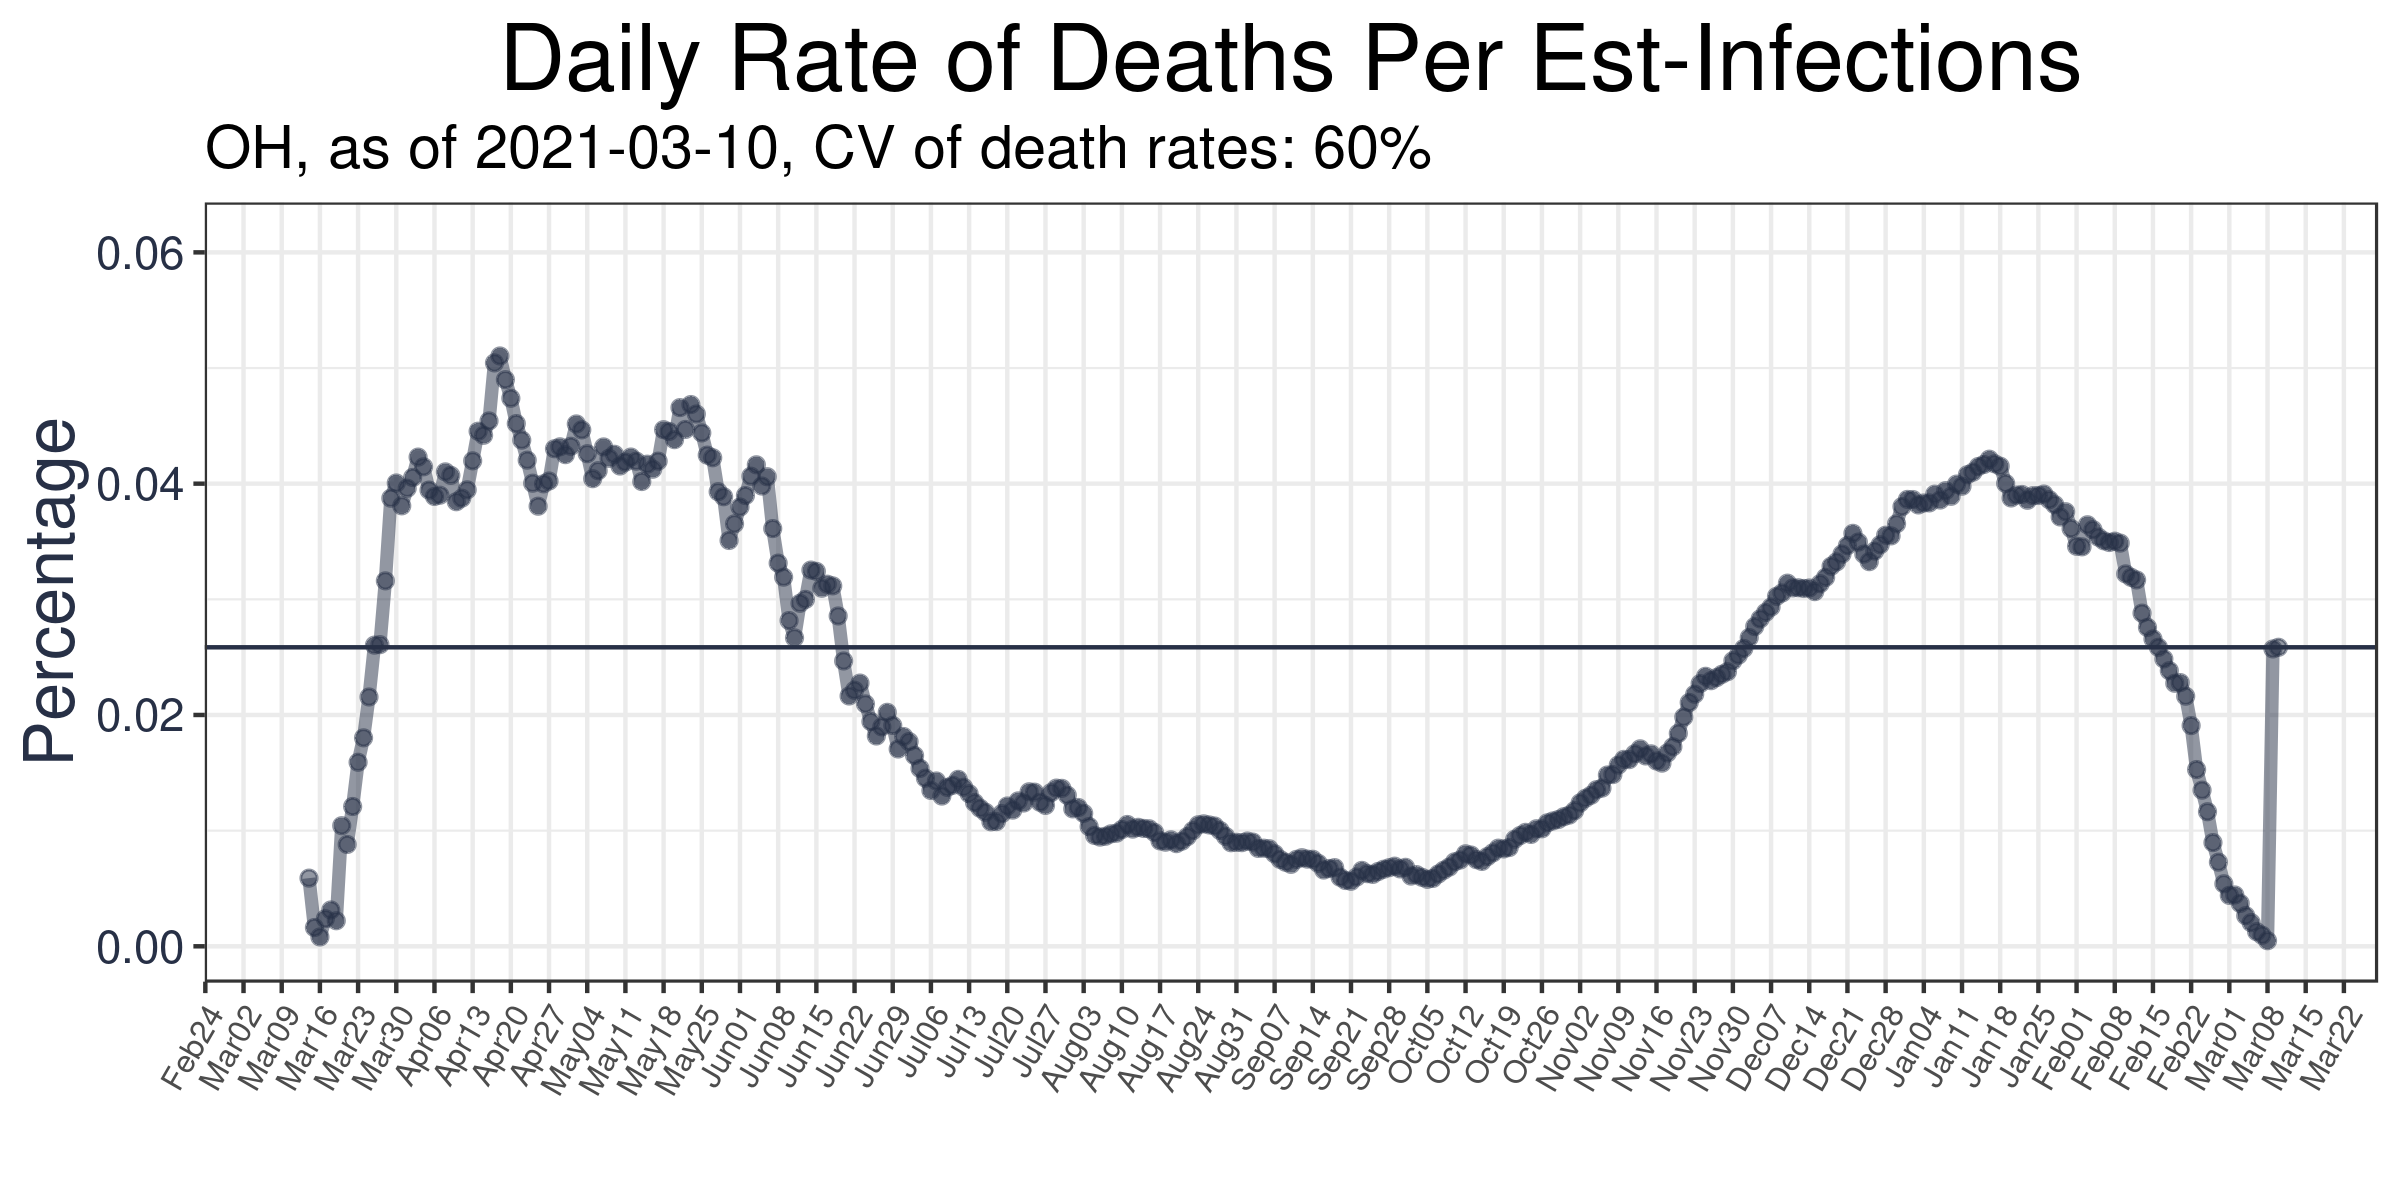 Daily Rate of Deaths Per Est-Infections
OH, as of 2021-03-10, CV of death rates: 60%
Percentage
0.06
0.04
0.02
0.00
Feb24
Mar02
Mar09
Mar16
Mar23
Mar30
Apr06
Apr13
Apr20
Apr27
May04
May11
May18
May25
Jun01
Jun08
Jun15
Jun22
Jun29
Jul06
Jul13
Jul20
Jul27
Aug03
Aug10
Aug17
Aug24
Aug31
Sep07
Sep14
Sep21
Sep28
Oct05
Oct12
Oct19
Oct26
Nov02
Nov09
Nov16
Nov23
Nov30
Dec07
Dec14
Dec21
Dec28
Jan04
Jan11
Jan18
Jan25
Feb01
Feb08
Feb15
Feb22
Mar01
Mar08
Mar15
Mar22